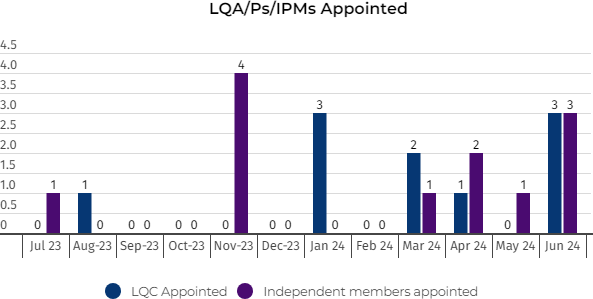 LQA/Ps/IPMs Appointed
4.5
4.0
3.5
3.0
2.5
2.0
1.5
1.0
0.5
0
0 1 1 0 0 0 0 0 0 4 0 0 3 0 0 0 2 1 1 2 0 1 3 3
Jul 23 Aug-23 Sep-23 Oct-23 Nov-23 Dec-23 Jan 24 Feb 24 Mar 24 Apr 24 May 24 Jun 24
LQC Appointed Independent members appointed